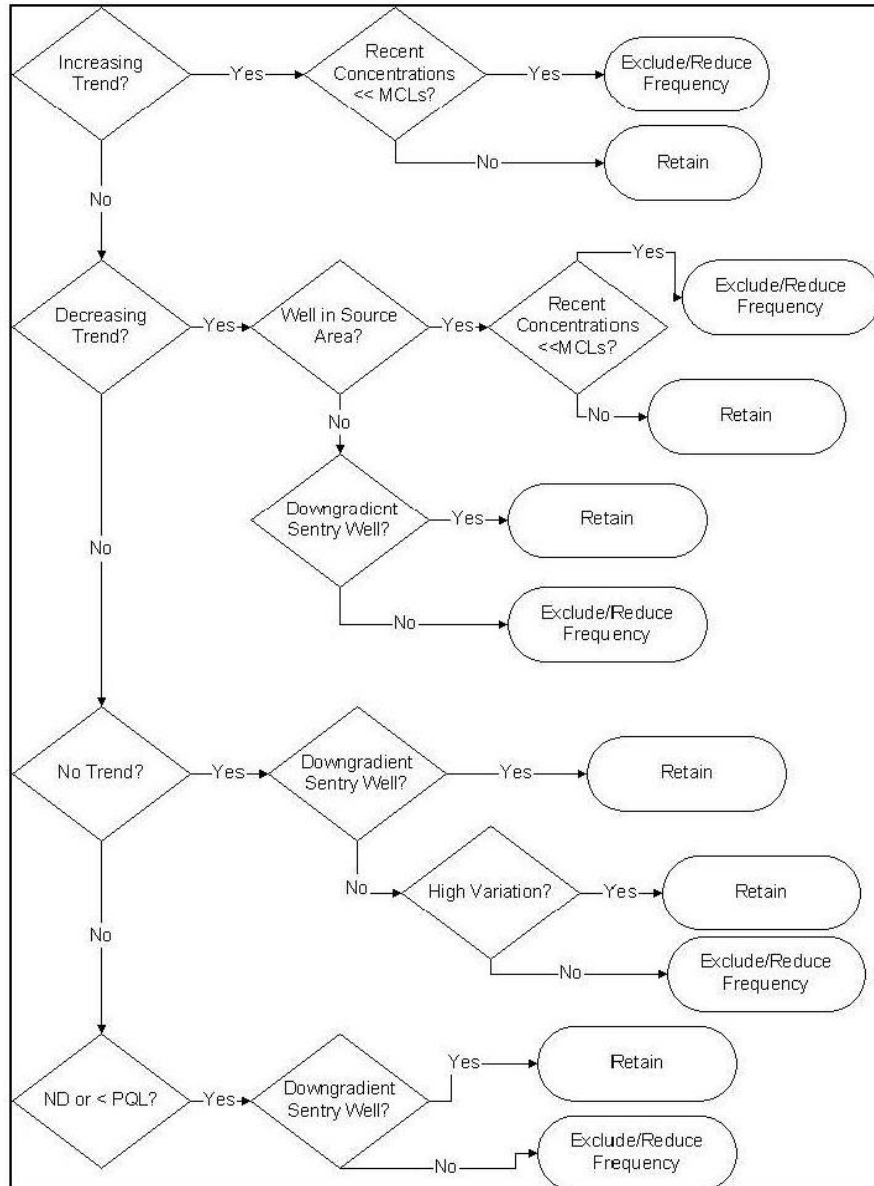 Increasing
Trend?
Yes
Recent
Concentrations
<< MCLs?
Yes
Exclude/Reduce
Frequency
No
Retain
No
Decreasing
Trend?
Yes
Well in Source
Area?
Yes
Recent
Concentrations
<<MCLs?
Yes
Exclude/Reduce
Frequency
No
Retain
No
Downgradient
Sentry Well?
Yes
Retain
No
Exclude/Reduce
Frequency
No
No Trend?
Yes
Downgradient
Sentry Well?
Yes
Retain
No
High Variation?
Yes
Retain
No
Exclude/Reduce
Frequency
No
ND or < PQL?
Yes
Downgradient
Sentry Well?
Yes
Retain
No
Exclude/Reduce
Frequency